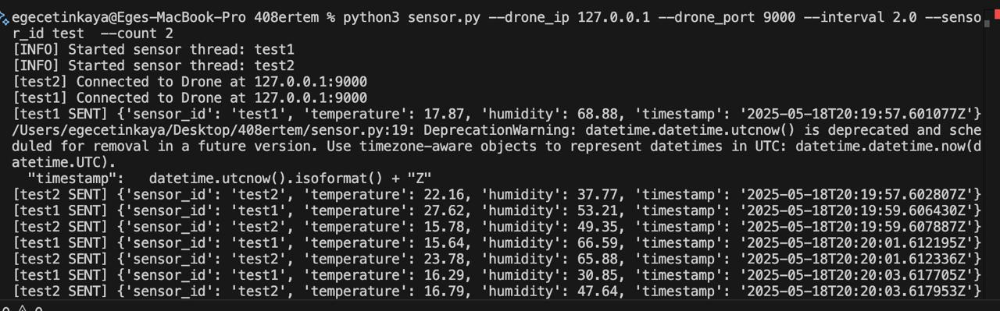 egecetinkaya@Eges-MacBook-Pro 408ertem % python3 sensor.py --drone_ip 127.0.0.1 --drone_port 9000 --interval 2.0 --senso
r_id test  --count 2
[INFO] Started sensor thread: test1
[INFO] Started sensor thread: test2
[test2] Connected to Drone at 127.0.0.1:9000
[test1] Connected to Drone at 127.0.0.1:9000
[test1 SENT] {'sensor_id': 'test1', 'temperature': 17.87, 'humidity': 68.88, 'timestamp': '2025-05-18T20:19:57.601077Z'}
/Users/egecetinkaya/Desktop/408ertem/sensor.py:19: DeprecationWarning: datetime.datetime.utcnow() is deprecated and sche
duled for removal in a future version. Use timezone-aware objects to represent datetimes in UTC: datetime.datetime.now(d
atetime.UTC).
  "timestamp":   datetime.utcnow().isoformat() + "Z"
[test2 SENT] {'sensor_id': 'test2', 'temperature': 22.16, 'humidity': 37.77, 'timestamp': '2025-05-18T20:19:57.602807Z'}
[test1 SENT] {'sensor_id': 'test1', 'temperature': 27.62, 'humidity': 53.21, 'timestamp': '2025-05-18T20:19:59.606430Z'}
[test2 SENT] {'sensor_id': 'test2', 'temperature': 15.78, 'humidity': 49.35, 'timestamp': '2025-05-18T20:19:59.607887Z'}
[test1 SENT] {'sensor_id': 'test1', 'temperature': 15.64, 'humidity': 66.59, 'timestamp': '2025-05-18T20:20:01.612195Z'}
[test2 SENT] {'sensor_id': 'test2', 'temperature': 23.78, 'humidity': 65.88, 'timestamp': '2025-05-18T20:20:01.612336Z'}
[test1 SENT] {'sensor_id': 'test1', 'temperature': 16.29, 'humidity': 30.85, 'timestamp': '2025-05-18T20:20:03.617705Z'}
[test2 SENT] {'sensor_id': 'test2', 'temperature': 16.79, 'humidity': 47.64, 'timestamp': '2025-05-18T20:20:03.617953Z'}